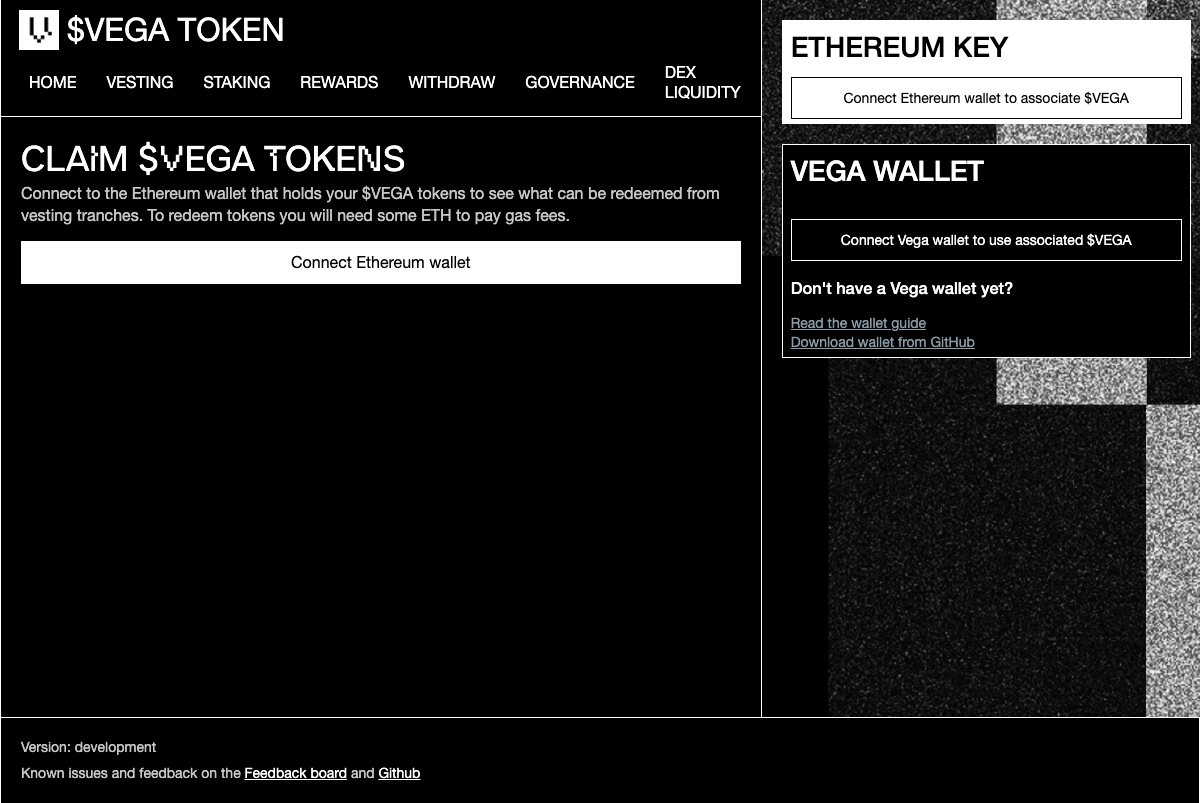 $VEGA TOKEN
HOME VESTING STAKING REWARDS WITHDRAW GOVERNANCE DEX
LIQUIDITY
CLAIM $VEGA TOKENS
Connect to the Ethereum wallet that holds your $VEGA tokens to see what can be redeemed from
vesting tranches. To redeem tokens you will need some ETH to pay gas fees.
Connect Ethereum wallet
ETHEREUM KEY
Connect Ethereum wallet to associate $VEGA
VEGA WALLET
Connect Vega wallet to use associated $VEGA
Don't have a Vega wallet yet?
Read the wallet guide
Download wallet from GitHub
Version: development
Known issues and feedback on the Feedback board and Github